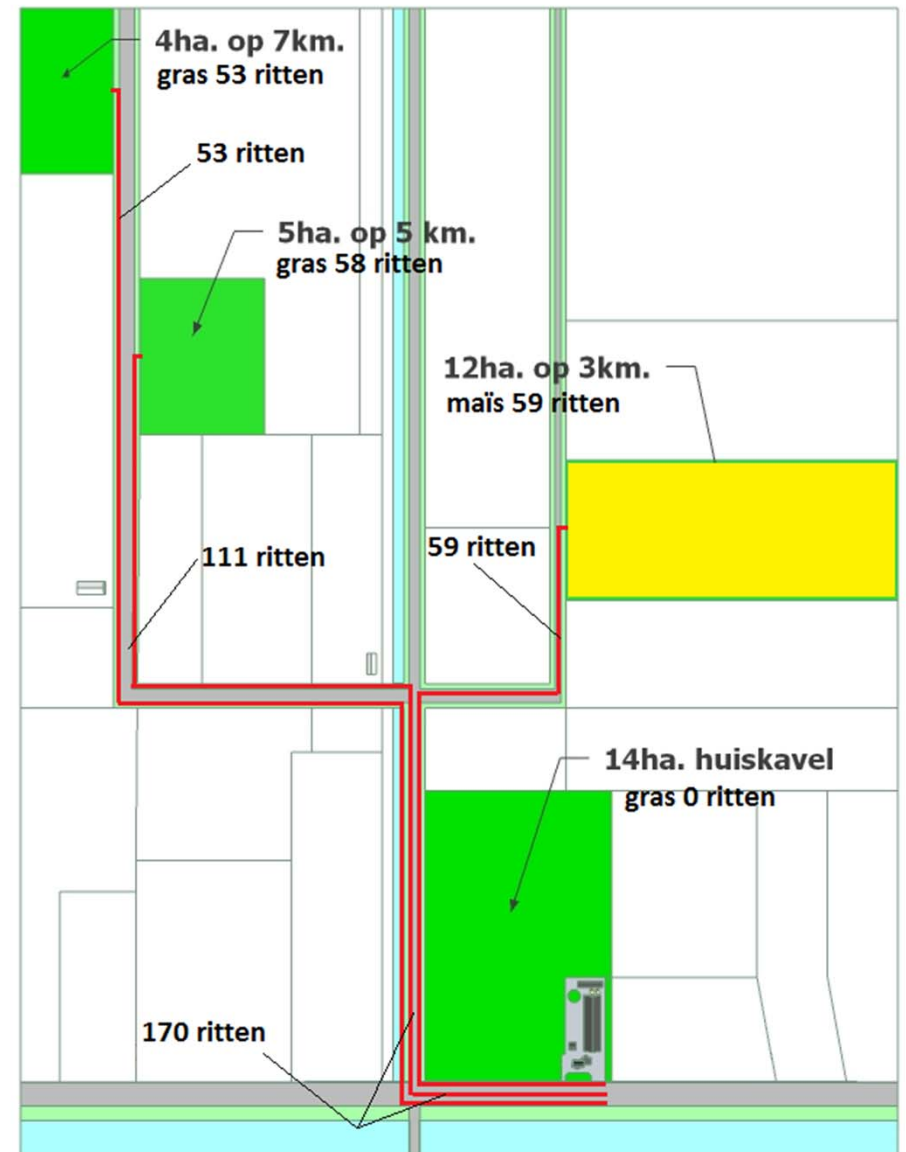 4ha. op 7km.
gras 53 ritten
53 ritten
5ha. op 5 km.
gras 58 ritten
12ha. op 3km.
maïs 59 ritten
111 ritten
59 ritten
14ha. huiskavel
gras 0 ritten
170 ritten